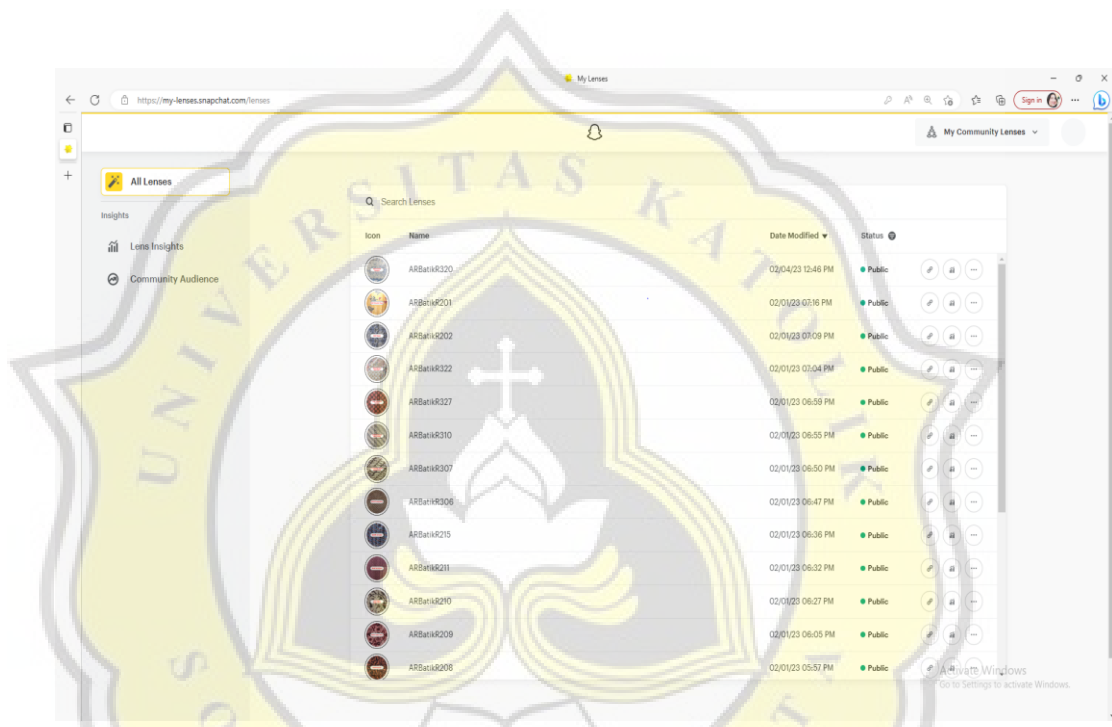 My Lenses
https://my-lenses.snapchat.com/lenses
Sign in
My Community Lenses
All Lenses
Insights
Lens Insights
Community Audience
Search Lenses
Icon Name Date Modified ▼ Status
ARBatikR320 02/04/23 12:46 PM Public
ARBatikR201 02/01/23 07:16 PM Public
ARBatikR202 02/01/23 07:09 PM Public
ARBatikR322 02/01/23 07:04 PM Public
ARBatikR327 02/01/23 06:59 PM Public
ARBatikR310 02/01/23 06:55 PM Public
ARBatikR307 02/01/23 06:50 PM Public
ARBatikR306 02/01/23 06:47 PM Public
ARBatikR215 02/01/23 06:36 PM Public
ARBatikR211 02/01/23 06:32 PM Public
ARBatikR210 02/01/23 06:27 PM Public
ARBatikR209 02/01/23 06:05 PM Public
ARBatikR208 02/01/23 05:57 PM Public
Activate Windows
Go to Settings to activate Windows.
UNIVERSITAS KATOLIK